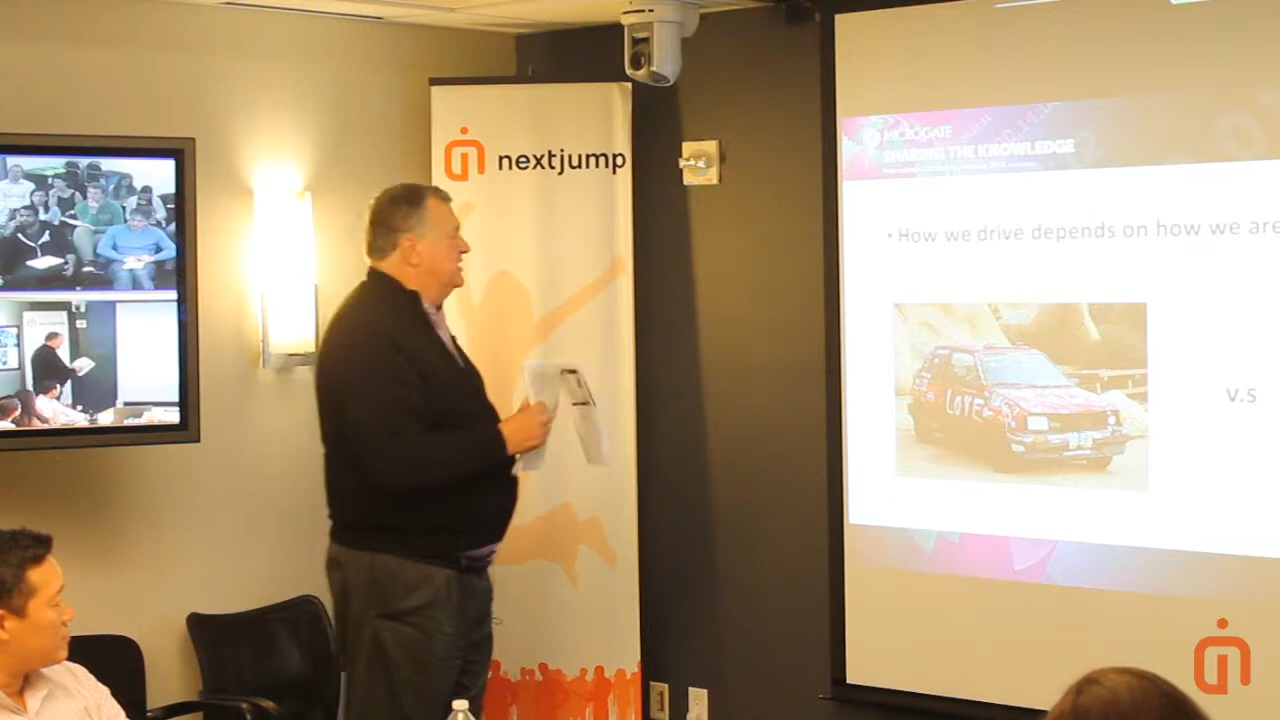 nextjump
MICROGATE
SHARING THE KNOWLEDGE
• How we drive depends on how we are
LOVE
v.s